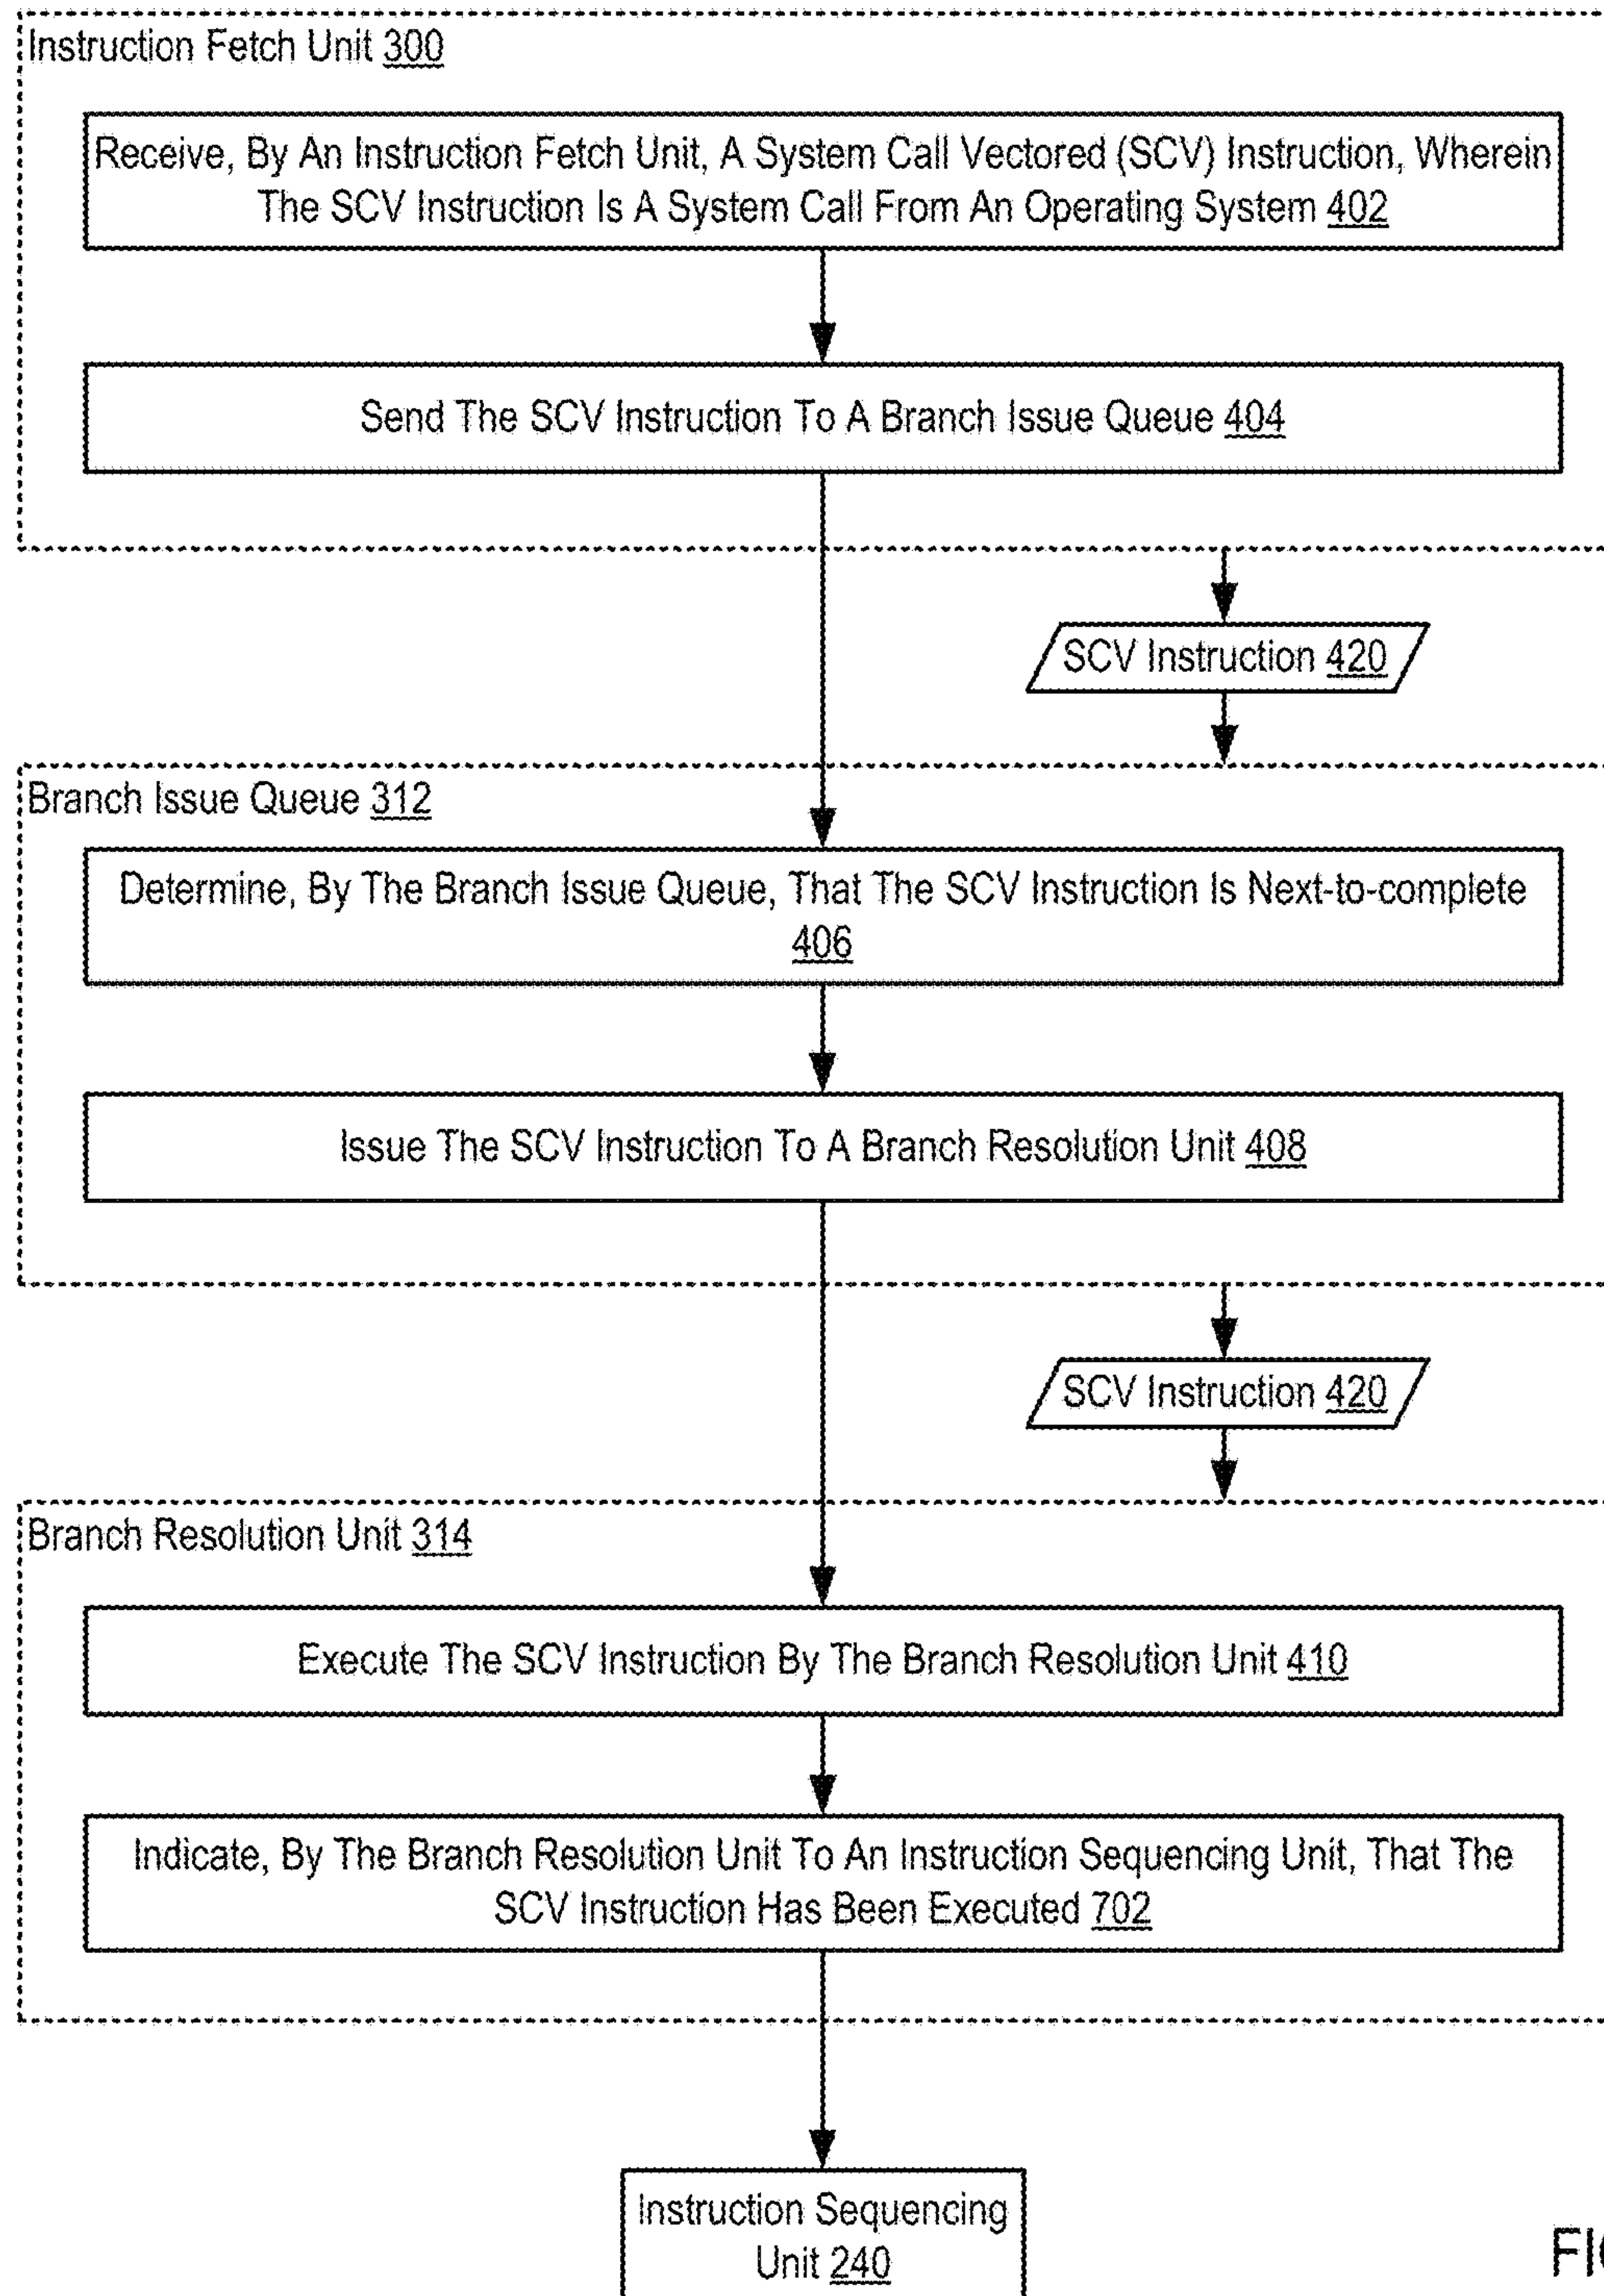 Instruction Fetch Unit 300
Receive, By An Instruction Fetch Unit, A System Call Vectored (SCV) Instruction, Wherein
The SCV Instruction Is A System Call From An Operating System 402
Send The SCV Instruction To A Branch Issue Queue 404
SCV Instruction 420
Branch Issue Queue 312
Determine, By The Branch Issue Queue, That The SCV Instruction Is Next-to-complete
406
Issue The SCV Instruction To A Branch Resolution Unit 408
SCV Instruction 420
Branch Resolution Unit 314
Execute The SCV Instruction By The Branch Resolution Unit 410
Indicate, By The Branch Resolution Unit To An Instruction Sequencing Unit, That The
SCV Instruction Has Been Executed 702
Instruction Sequencing
Unit 240